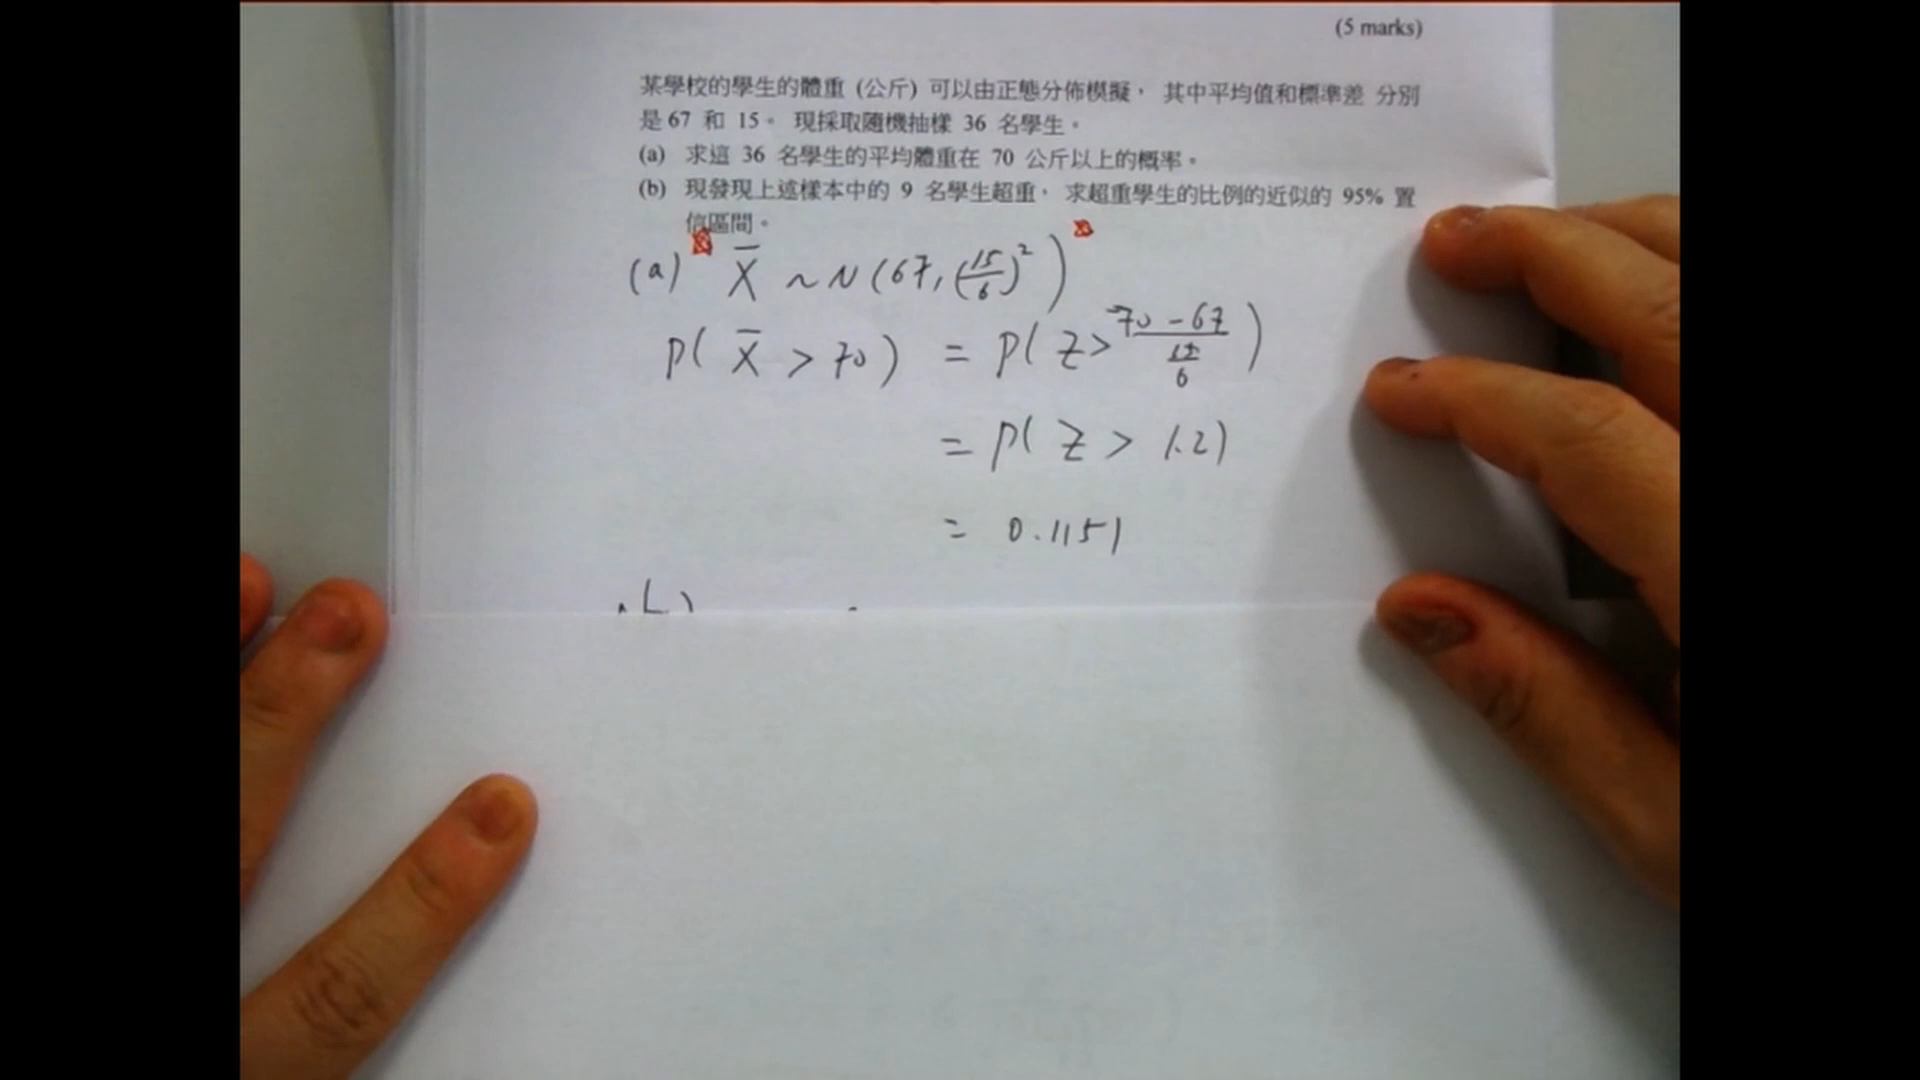 (5 marks)
某學校的學生的體重 (公斤) 可以由正態分佈模擬, 其中平均值和標準差 分別
是 67 和 15。 現採取隨機抽樣 36 名學生。
(a) 求這 36 名學生的平均體重在 70 公斤以上的概率。
(b) 現發現上述樣本中的 9 名學生超重, 求超重學生的比例的近似的 95% 置
信區間。
(a) X̄ ~ N(67, (15/6)²)
P(X̄ > 70) = P(Z > (70 - 67)/(15/6))
= P(Z > 1.2)
= 0.1151